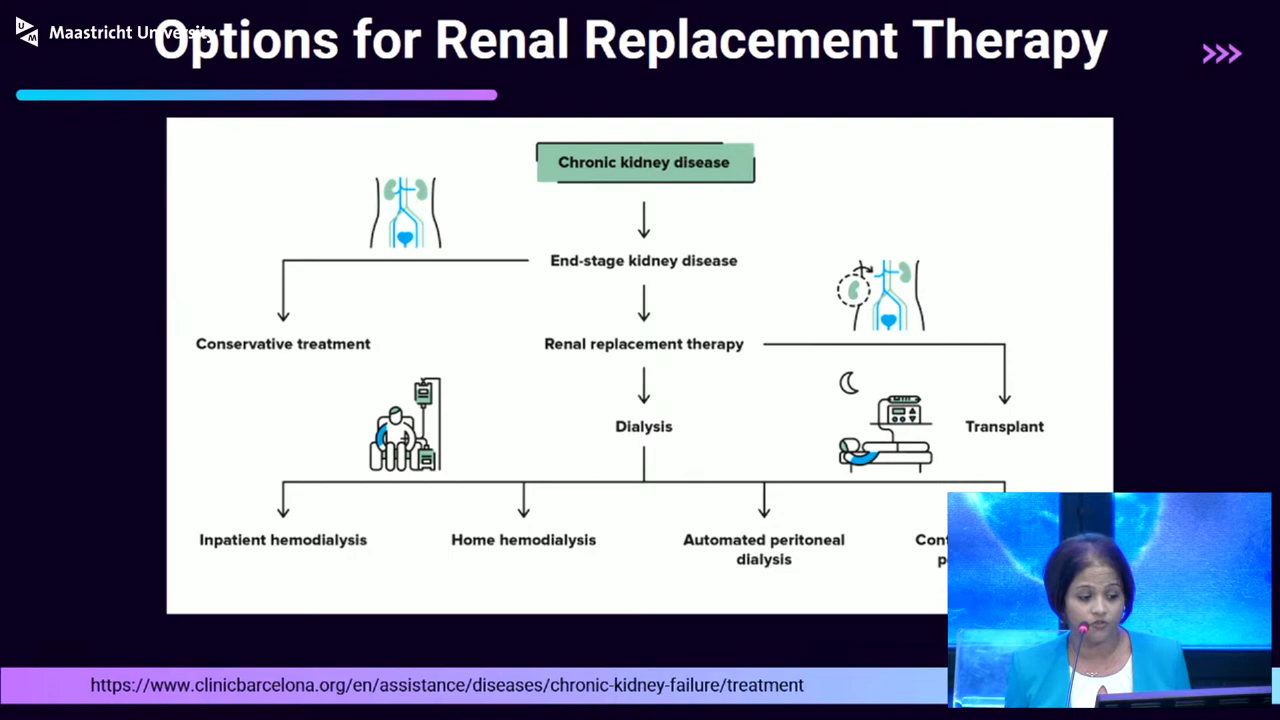 Maastricht University
Options for Renal Replacement Therapy
Chronic kidney disease
End-stage kidney disease
Conservative treatment
Renal replacement therapy
Dialysis
Transplant
Inpatient hemodialysis
Home hemodialysis
Automated peritoneal
dialysis
https://www.clinicbarcelona.org/en/assistance/diseases/chronic-kidney-failure/treatment